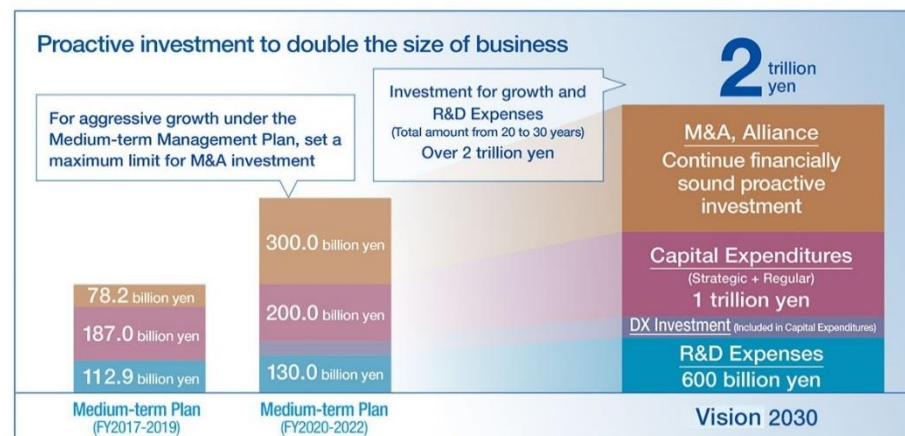 Proactive investment to double the size of business
For aggressive growth under the
Medium-term Management Plan, set a
maximum limit for M&A investment
Investment for growth and
R&D Expenses
(Total amount from 20 to 30 years)
Over 2 trillion yen
2 trillion
yen
M&A, Alliance
Continue financially
sound proactive
investment
Capital Expenditures
(Strategic + Regular)
1 trillion yen
DX Investment (Included in Capital Expenditures)
R&D Expenses
600 billion yen
300.0 billion yen
200.0 billion yen
130.0 billion yen
78.2 billion yen
187.0 billion yen
112.9 billion yen
Medium-term Plan
(FY2017-2019)
Medium-term Plan
(FY2020-2022)
Vision 2030